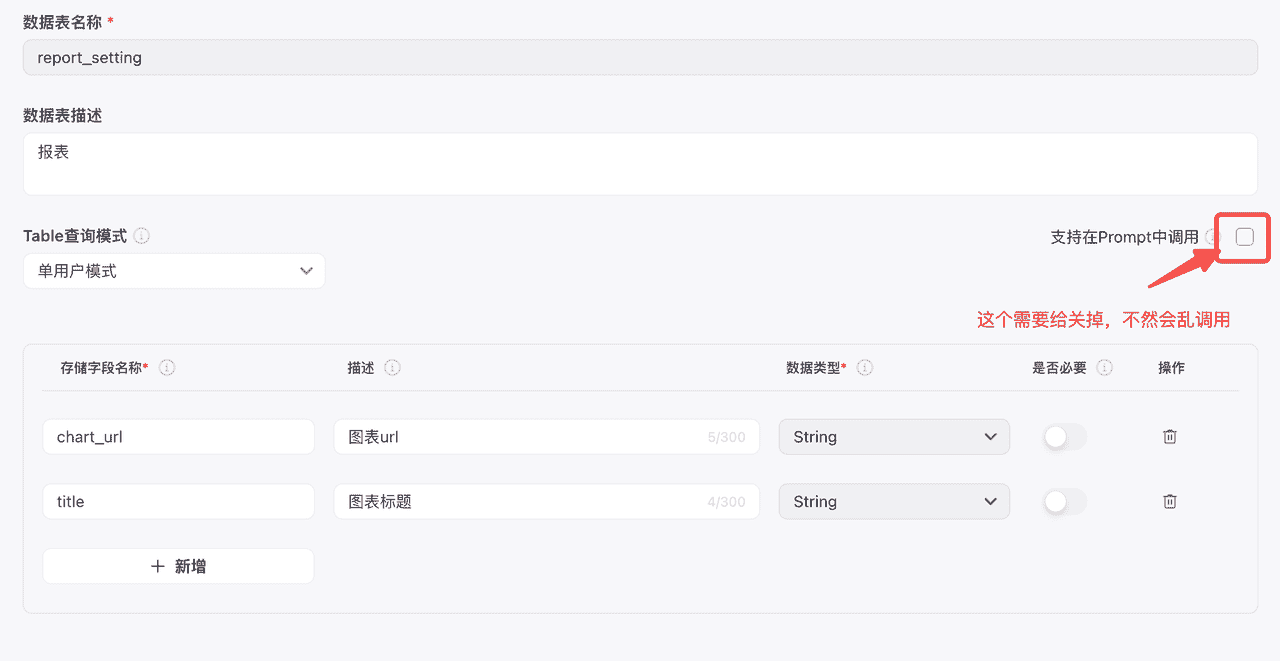 数据表名称 *
report_setting
数据表描述
报表
Table查询模式
支持在Prompt中调用
单用户模式
这个需要给关掉，不然会乱调用
存储字段名称* 描述 数据类型* 是否必要 操作
chart_url 图表url 5/300 String
title 图表标题 4/300 String
+ 新增